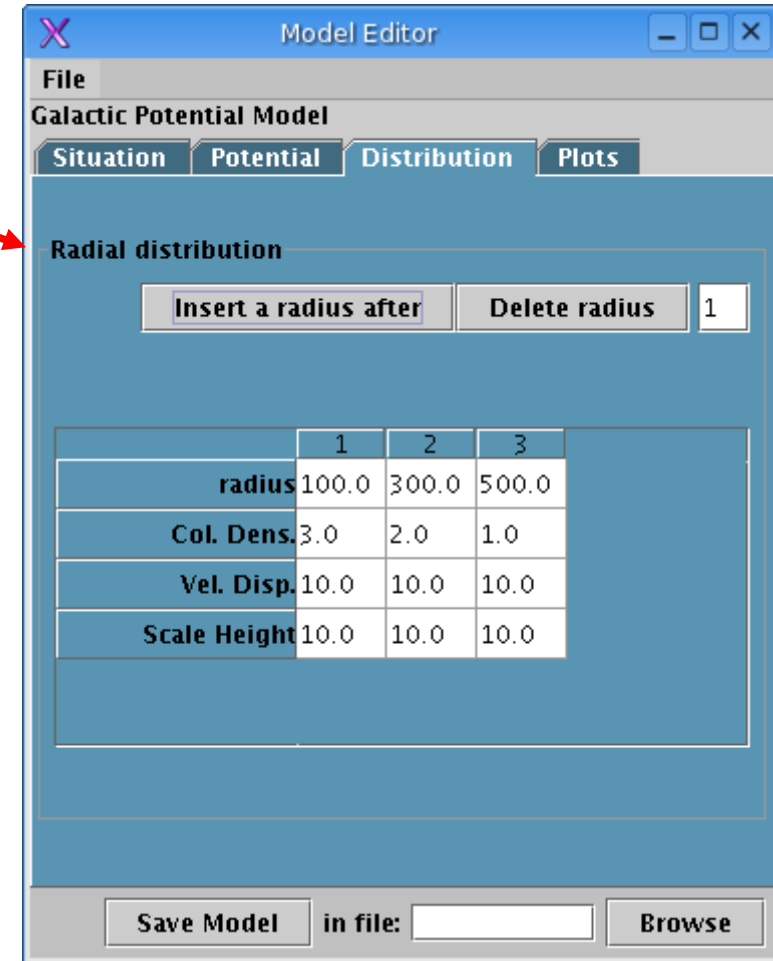 Model Editor
File
Galactic Potential Model
Situation Potential Distribution Plots
Radial distribution
Insert a radius after Delete radius 1
1 2 3
radius 100.0 300.0 500.0
Col. Dens. 3.0 2.0 1.0
Vel. Disp. 10.0 10.0 10.0
Scale Height 10.0 10.0 10.0
Save Model in file: Browse